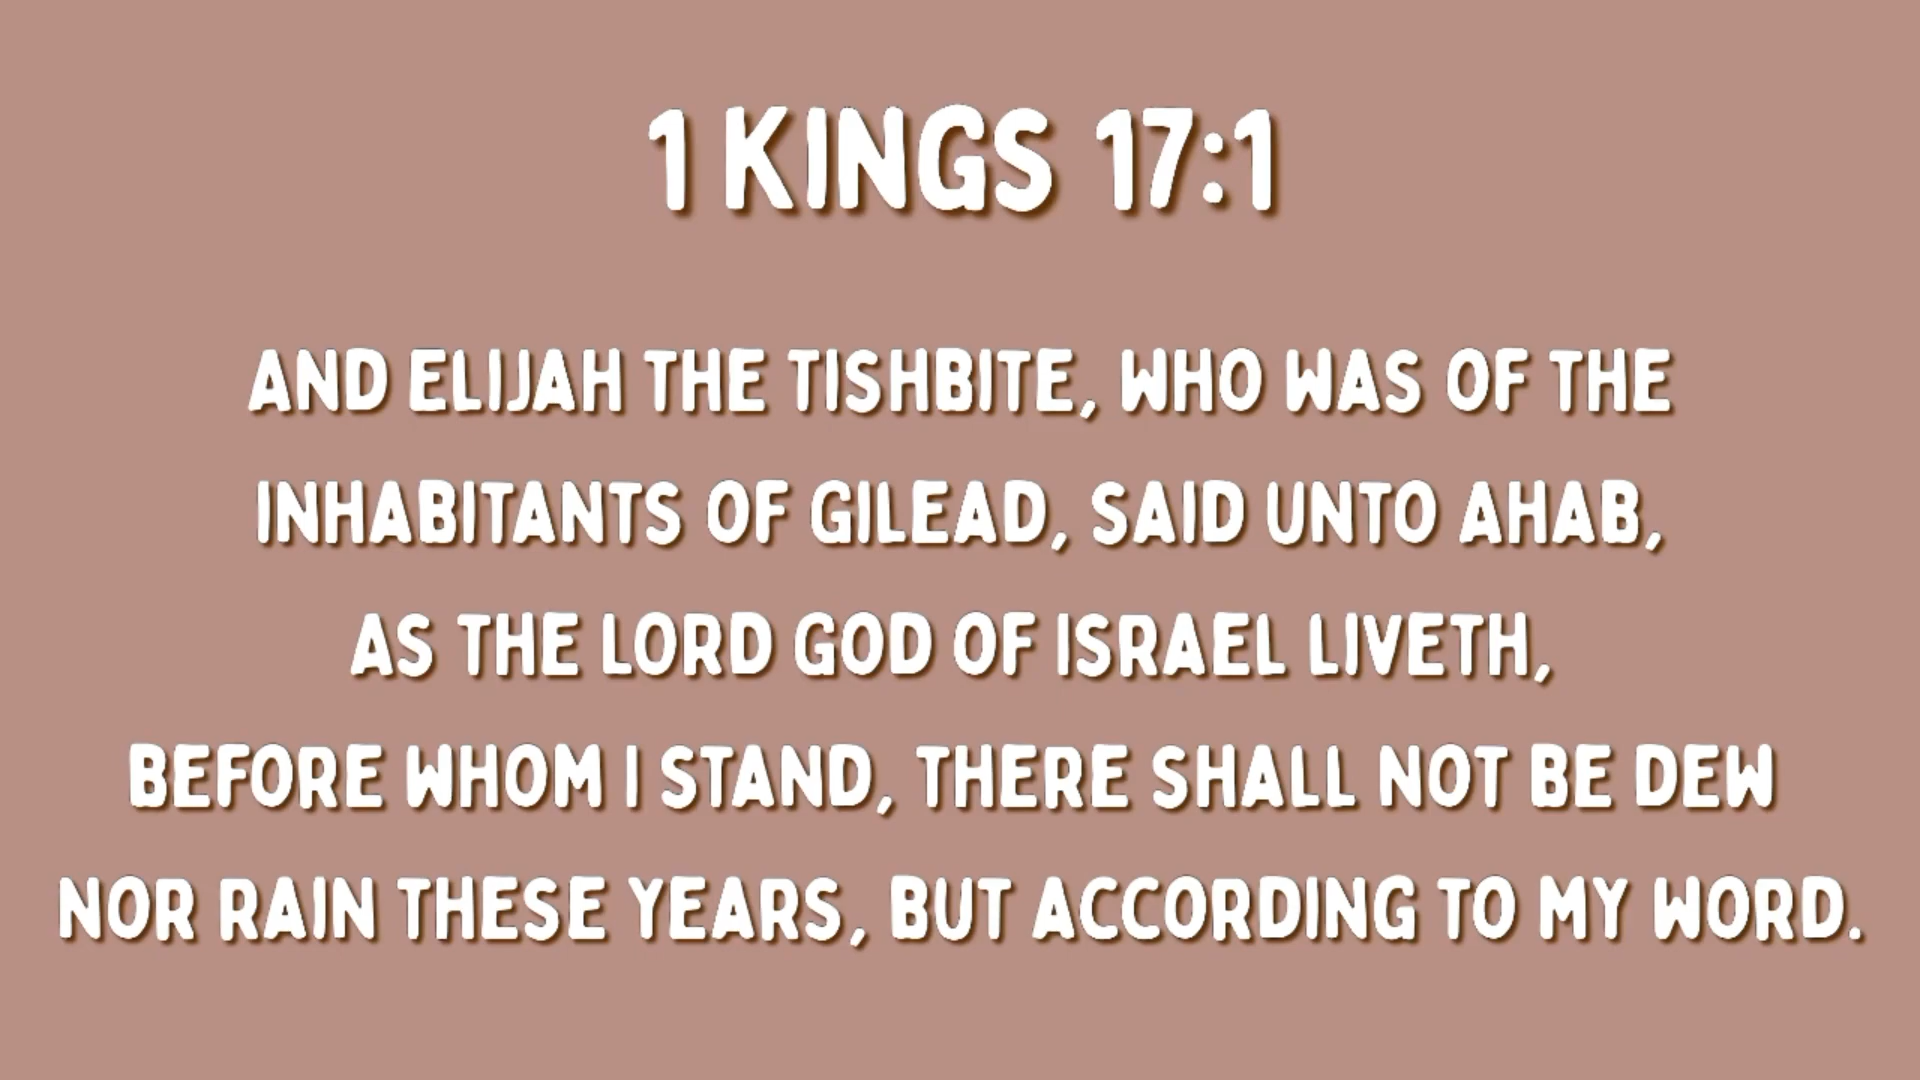 1 KINGS 17:1
AND ELIJAH THE TISHBITE, WHO WAS OF THE
INHABITANTS OF GILEAD, SAID UNTO AHAB,
AS THE LORD GOD OF ISRAEL LIVETH,
BEFORE WHOM I STAND, THERE SHALL NOT BE DEW
NOR RAIN THESE YEARS, BUT ACCORDING TO MY WORD.